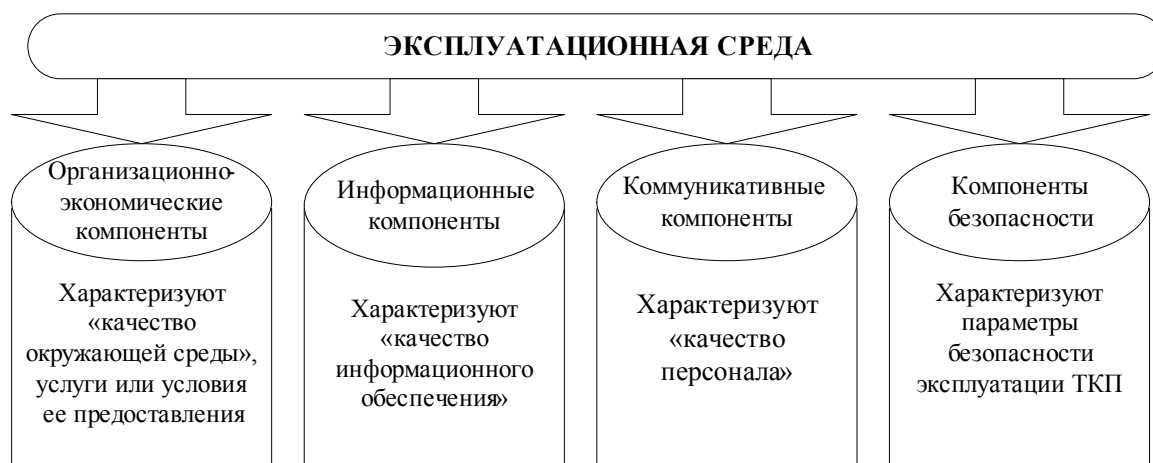 ЭКСПЛУАТАЦИОННАЯ СРЕДА
Организационно-
экономические
компоненты
Характеризуют
«качество
окружающей среды»,
услуги или условия
ее предоставления
Информационные
компоненты
Характеризуют
«качество
информационного
обеспечения»
Коммуникативные
компоненты
Характеризуют
«качество
персонала»
Компоненты
безопасности
Характеризуют
параметры
безопасности
эксплуатации ТКП